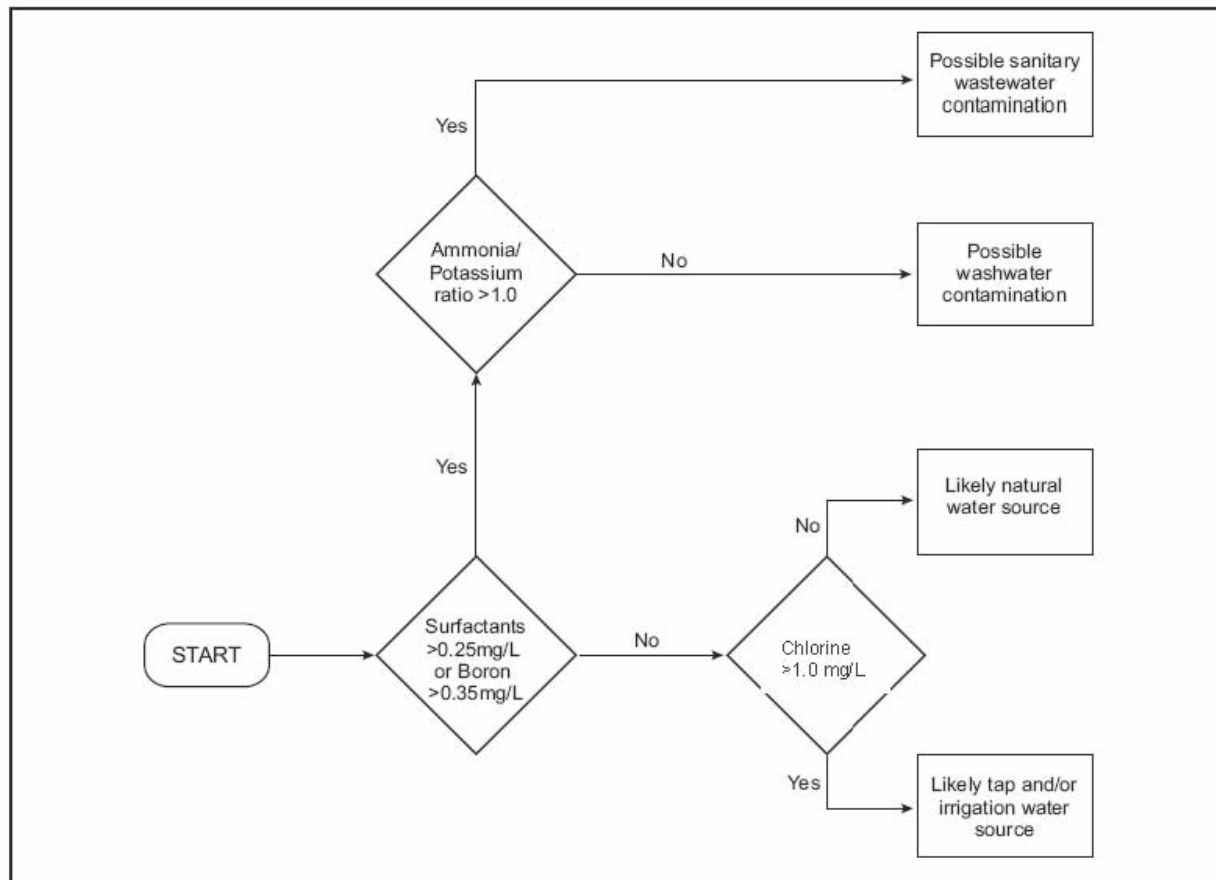 Possible sanitary
wastewater
contamination
Yes
Ammonia/
Potassium
ratio >1.0
No
Possible
washwater
contamination
Yes
Likely natural
water source
No
START
Surfactants
>0.25mg/L
or Boron
>0.35mg/L
No
Chlorine
>1.0 mg/L
Yes
Likely tap and/or
irrigation water
source